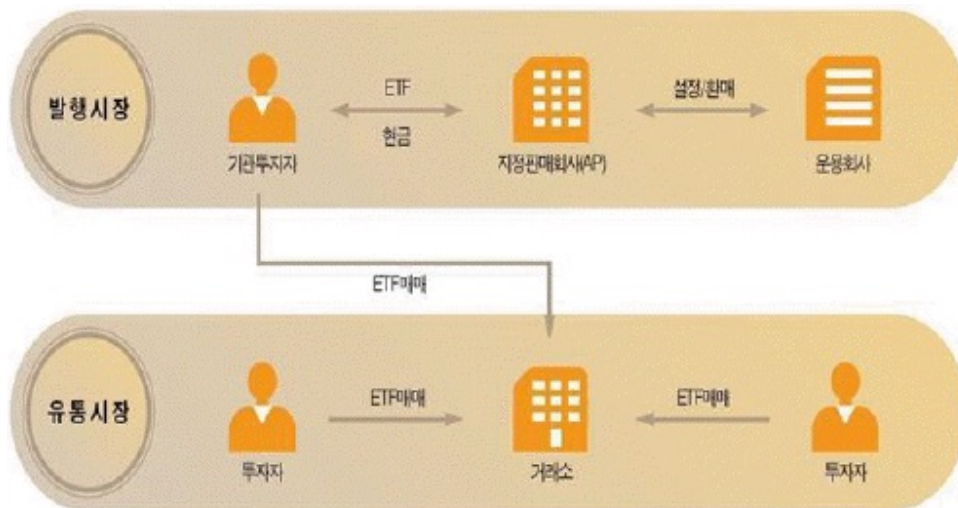 발행시장
ETF
현금
설정/환매
기관투자자
지정판매회사(AP)
운용회사
ETF매매
유통시장
ETF매매
ETF매매
투자자
거래소
투자자